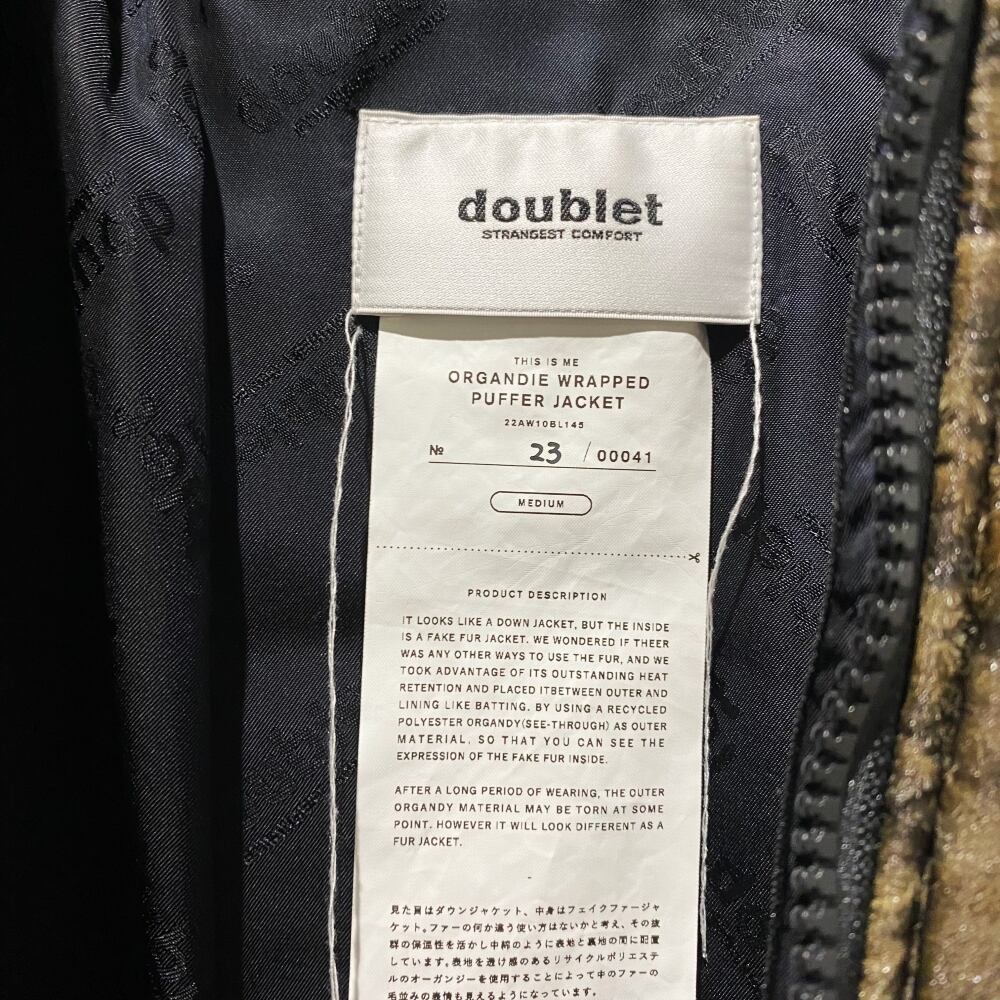 doublet
STRANGEST COMFORT
THIS IS ME
ORGANDIE WRAPPED
PUFFER JACKET
22AW10BL145
№ 23 / 00041
MEDIUM
PRODUCT DESCRIPTION
IT LOOKS LIKE A DOWN JACKET, BUT THE INSIDE
IS A FAKE FUR JACKET. WE WONDERED IF THEER
WAS ANY OTHER WAYS TO USE THE FUR, AND WE
TOOK ADVANTAGE OF ITS OUTSTANDING HEAT
RETENTION AND PLACED ITBETWEEN OUTER AND
LINING LIKE BATTING. BY USING A RECYCLED
POLYESTER ORGANDY(SEE-THROUGH) AS OUTER
MATERIAL, SO THAT YOU CAN SEE THE
EXPRESSION OF THE FAKE FUR INSIDE.
AFTER A LONG PERIOD OF WEARING, THE OUTER
ORGANDY MATERIAL MAY BE TORN AT SOME
POINT. HOWEVER IT WILL LOOK DIFFERENT AS A
FUR JACKET.
見た目はダウンジャケット、中身はフェイクファージャ
ケット。ファーの何か違う使い方はないかと考え、その抜
群の保温性を活かし中綿のように表地と裏地の間に配置
しています。表地を透け感のあるリサイクルポリエステ
ルのオーガンジーを使用することによって中のファーの
毛並みの表情も見えるようになっています。